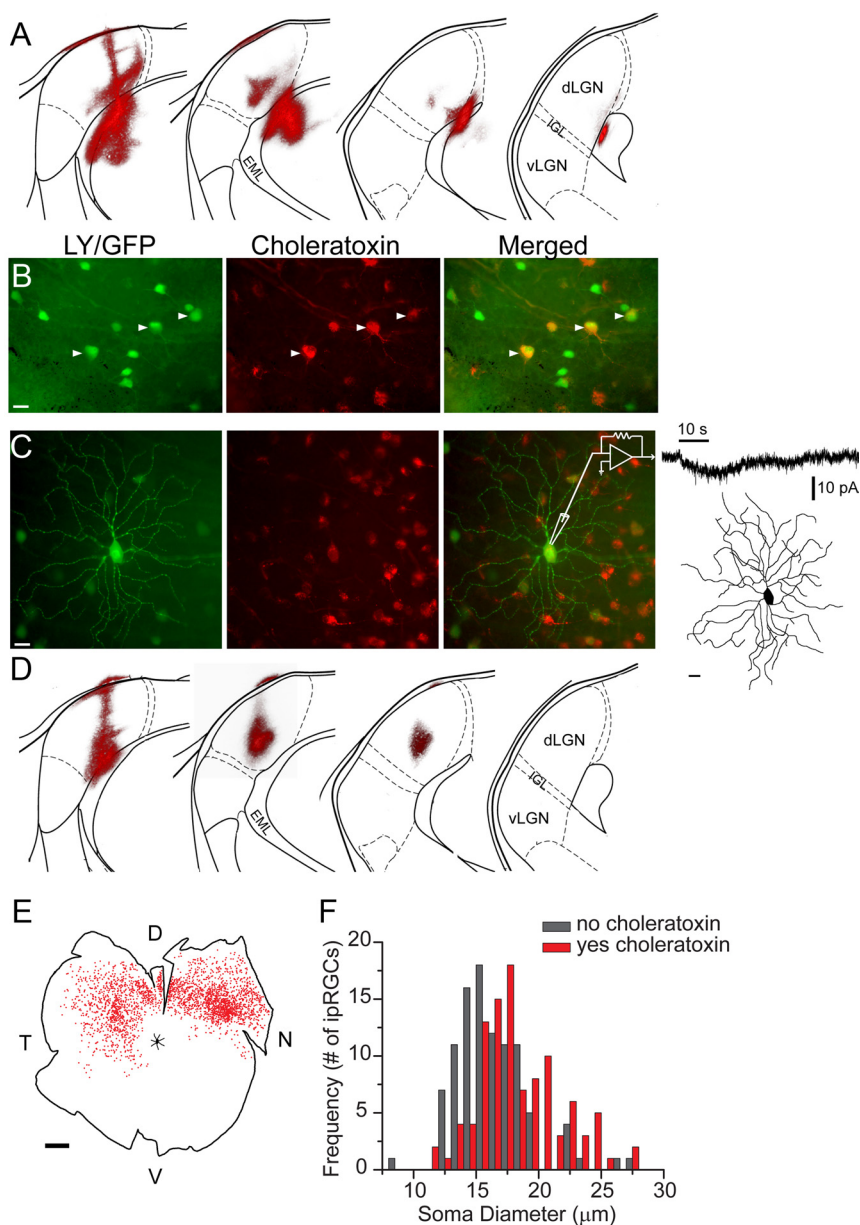 A
dLGN
IGL
vLGN
EML
LY/GFP Choleratoxin Merged
B
C
10 s
10 pA
D
dLGN
IGL
vLGN
EML
E
D
T
N
V
F
no choleratoxin
yes choleratoxin
Frequency (# of ipRGCs)
20
15
10
5
0
10 15 20 25 30
Soma Diameter (μm)